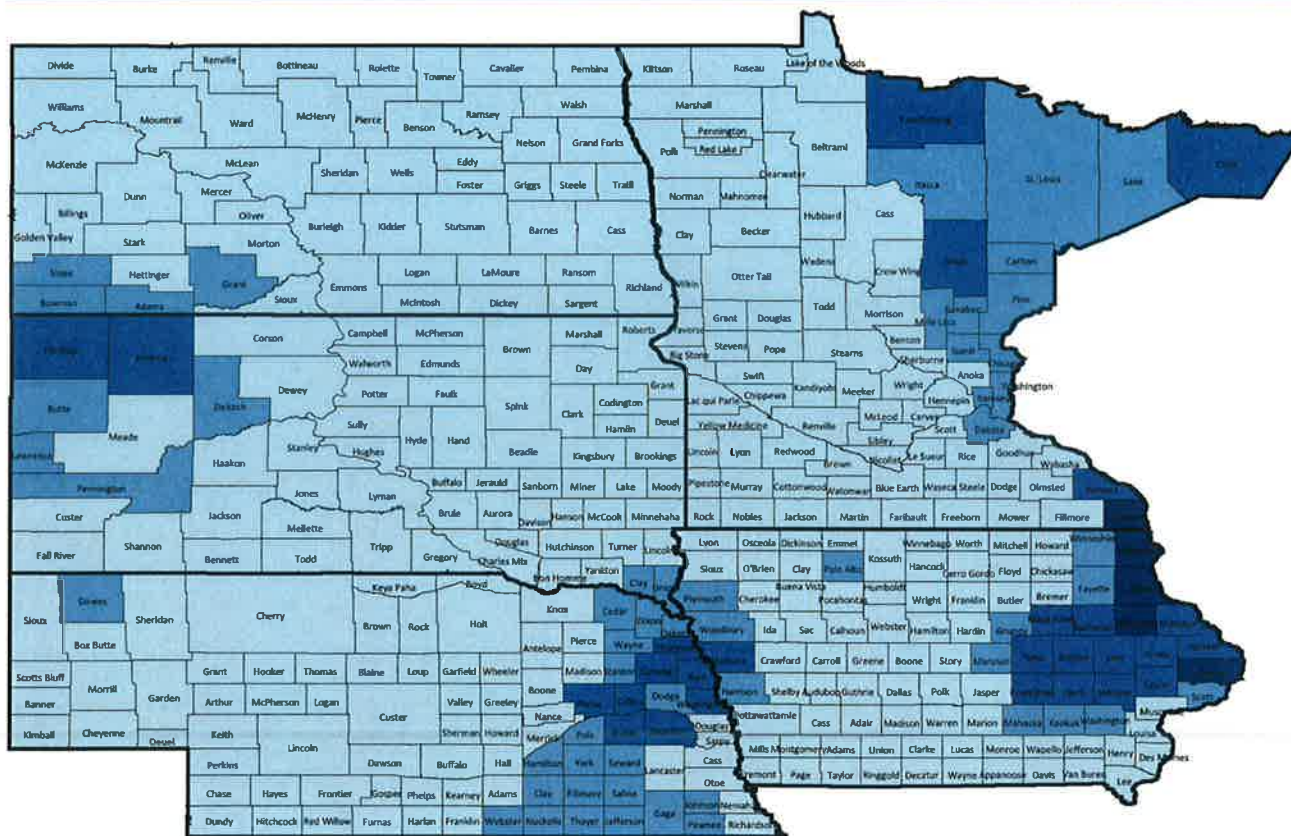 Divide Burke Renville Bottineau Rolette Towner Cavalier Pembina Kittson Roseau Lake of the Woods
Williams Mountrail Ward McHenry Pierce Benson Ramsey Walsh Marshall
Pennington
Nelson Grand Forks Polk Red Lake Beltrami
McKenzie McLean Sheridan Wells Eddy Clearwater
Dunn Mercer Foster Griggs Steele Traill Norman Mahnomen Itasca St. Louis Lake Cook
Billings Oliver Hubbard Cass
Golden Valley Stark Morton Burleigh Kidder Stutsman Barnes Cass Clay Becker
Slope Hettinger Grant Logan LaMoure Ransom Otter Tail Wadena Crow Wing Carlton
Bowman Adams Sioux Emmons McIntosh Dickey Sargent Richland Todd Pine
Grant Douglas Morrison
Campbell McPherson Marshall Roberts Traverse Stevens Pope Benton
Corson Brown Stearns Sherburne
Walworth Edmunds Day Big Stone Anoka Washington
Dewey Swift Kandiyohi Meeker Wright Hennepin
Butte Potter Faulk Spink Clark Codington Grant Lac qui Parle Chippewa
Meade Sully Hamlin Deuel McLeod Carver Scott Dakota
Hyde Hand Yellow Medicine Renville Sibley
Haakon Stanley Hughes Beadle Kingsbury Brookings Lincoln Lyon Redwood Brown Nicollet Le Sueur Rice Goodhue Wabasha
Pennington Jones Lyman Buffalo Jerauld Sanborn Miner Lake Moody Pipestone Murray Cottonwood Watonwan Blue Earth Waseca Steele Dodge Olmsted
Custer Jackson Mellette Brule Aurora Davison Hanson McCook Minnehaha Rock Nobles Jackson Martin Faribault Freeborn Mower Fillmore
Fall River Shannon Bennett Todd Tripp Gregory Douglas Hutchinson Turner Lincoln
Charles Mix Bon Homme Yankton Clay
Lyon Osceola Dickinson Emmet Kossuth Winnebago Worth Mitchell Howard
Sioux O'Brien Clay Palo Alto Hancock Cerro Gordo Floyd Chickasaw
Plymouth Cherokee Buena Vista Pocahontas Humboldt Wright Franklin Butler Bremer Fayette
Sioux Dawes Sheridan Cherry Keya Paha Boyd Knox Cedar
Box Butte Brown Rock Holt Antelope Pierce Wayne Woodbury Ida Sac Calhoun Webster Hamilton Hardin Grundy
Scotts Bluff Morrill Garden Grant Hooker Thomas Blaine Loup Garfield Wheeler Madison
Crawford Carroll Greene Boone Story Marshall
Banner Arthur McPherson Logan Custer Valley Greeley Boone Dodge Harrison Shelby Audubon Guthrie Dallas Polk Jasper Scott
Kimball Cheyenne Deuel Keith Lincoln Sherman Howard Nance Merrick Polk Douglas Sarpy
Pottawattamie Cass Adair Madison Warren Marion Mahaska Keokuk Washington Louisa
Perkins Dawson Buffalo Hall Hamilton York Seward Lancaster Cass Otoe
Mills Montgomery Adams Union Clarke Lucas Monroe Wapello Jefferson Henry Des Moines
Chase Hayes Frontier Gosper Phelps Kearney Adams Clay Fillmore Saline
Fremont Page Taylor Ringgold Decatur Wayne Appanoose Davis Van Buren Lee
Dundy Hitchcock Red Willow Furnas Harlan Franklin Webster Nuckolls Thayer Jefferson Gage Johnson Nemaha Pawnee Richardson